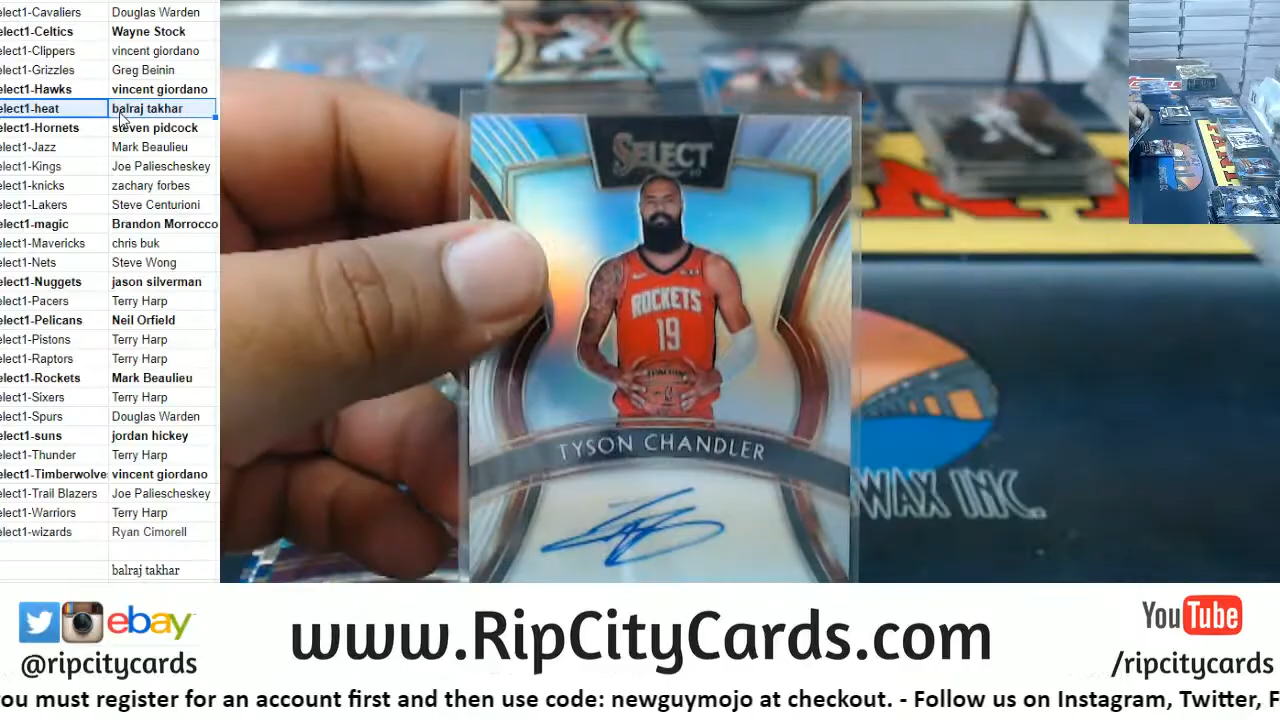 elect1-Cavaliers Douglas Warden
elect1-Celtics Wayne Stock
elect1-Clippers vincent giordano
elect1-Grizzles Greg Beinin
elect1-Hawks vincent giordano
elect1-heat balraj takhar
elect1-Hornets steven pidcock
elect1-Jazz Mark Beaulieu
elect1-Kings Joe Paliescheskey
elect1-knicks zachary forbes
elect1-Lakers Steve Centurioni
elect1-magic Brandon Morrocco
elect1-Mavericks chris buk
elect1-Nets Steve Wong
elect1-Nuggets jason silverman
elect1-Pacers Terry Harp
elect1-Pelicans Neil Orfield
elect1-Pistons Terry Harp
elect1-Raptors Terry Harp
elect1-Rockets Mark Beaulieu
elect1-Sixers Terry Harp
elect1-Spurs Douglas Warden
elect1-suns jordan hickey
elect1-Thunder Terry Harp
elect1-Timberwolve vincent giordano
elect1-Trail Blazers Joe Paliescheskey
elect1-Warriors Terry Harp
elect1-wizards Ryan Cimorell
balraj takhar
SELECT
ROCKETS
19
SPALDING
TYSON CHANDLER
WAX INC.
ebay
@ripcitycards
www.RipCityCards.com
YouTube
/ripcitycards
you must register for an account first and then use code: newguymojo at checkout. - Follow us on Instagram, Twitter, F